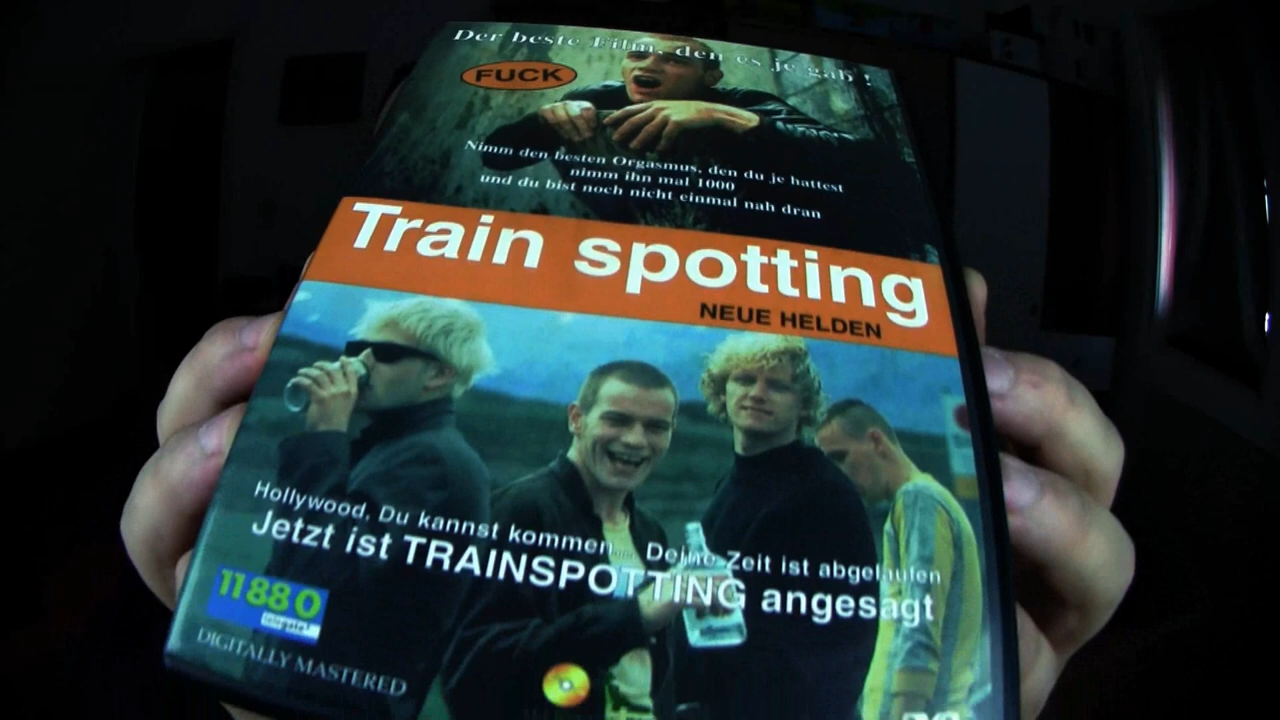 Der beste Film, den es je gab !
FUCK
Nimm den besten Orgasmus, den du je hattest
nimm ihn mal 1000
und du bist noch nicht einmal nah dran
Train spotting
NEUE HELDEN
Hollywood, Du kannst kommen.... Deine Zeit ist abgelaufen
Jetzt ist TRAINSPOTTING angesagt
11880
DIGITALLY MASTERED